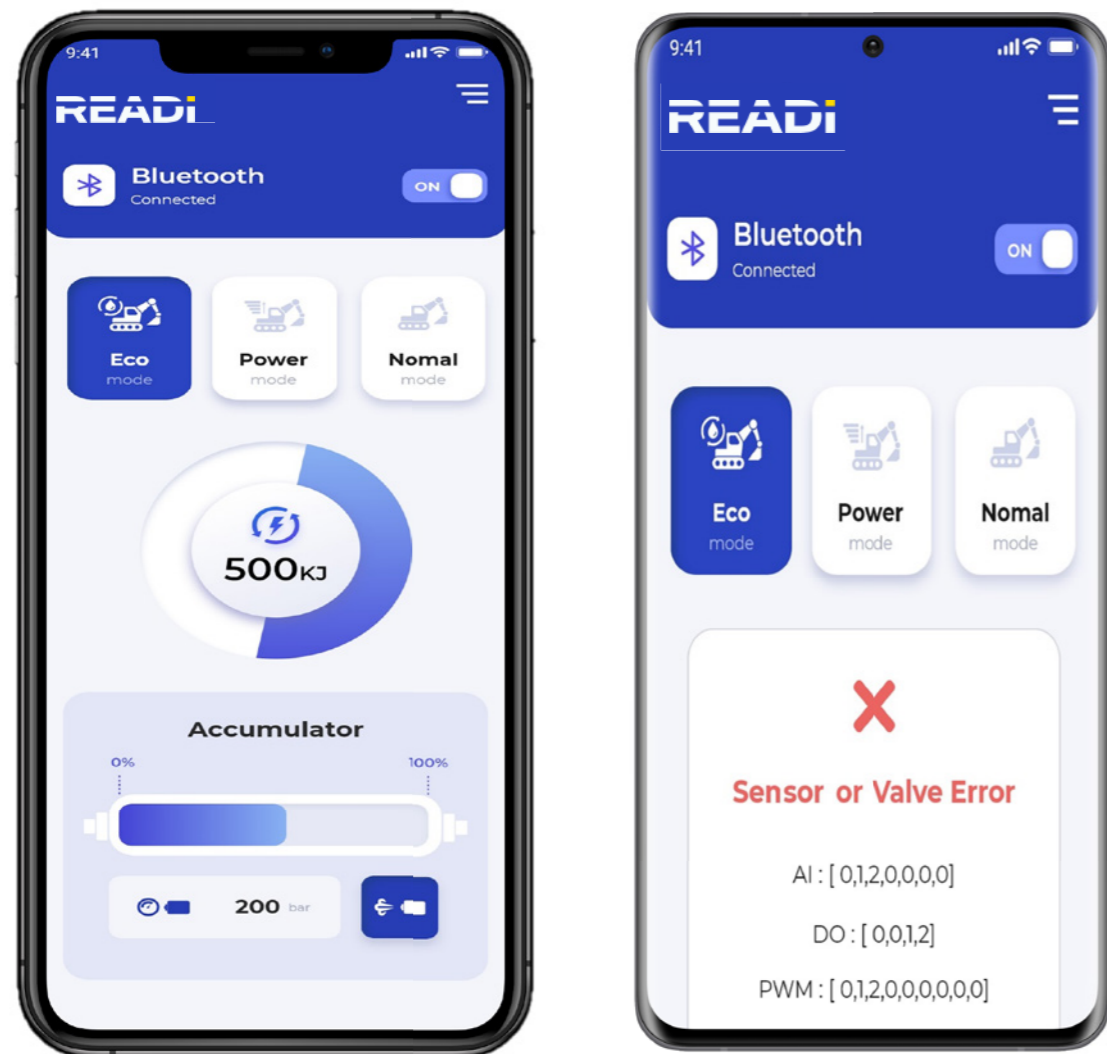 9:41
READi
Bluetooth
Connected
ON
Eco
mode
Power
mode
Nomal
mode
500KJ
Accumulator
0% 100%
200 bar
9:41
READi
Bluetooth
Connected
ON
Eco
mode
Power
mode
Nomal
mode
Sensor or Valve Error
AI : [ 0,1,2,0,0,0,0]
DO : [ 0,0,1,2]
PWM : [ 0,1,2,0,0,0,0,0,0]